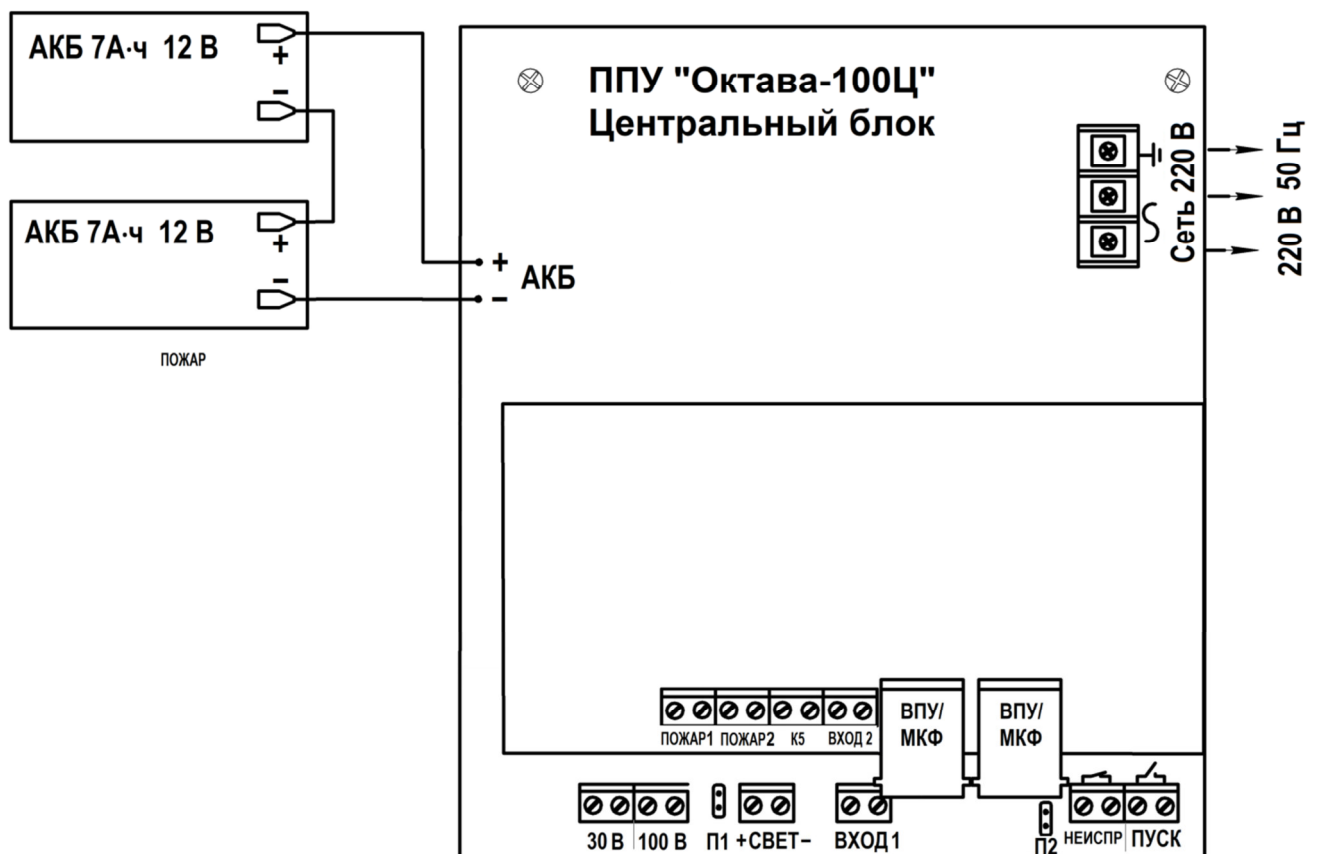 АКБ 7А·ч 12 В
+
−
АКБ 7А·ч 12 В
+
−
ПОЖАР
ППУ "Октава-100Ц"
Центральный блок
+
−
АКБ
Сеть 220 В
220 В 50 Гц
ПОЖАР1 ПОЖАР2 К5 ВХОД 2
ВПУ/
МКФ
ВПУ/
МКФ
30 В 100 В П1 +СВЕТ− ВХОД1 П2 НЕИСПР ПУСК